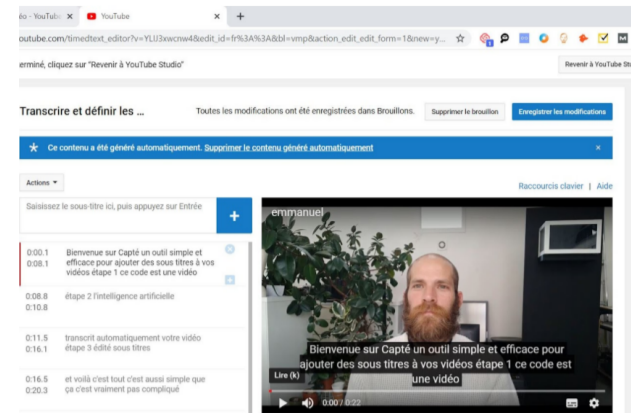 éo - YouTub
YouTube
outube.com/timedtext_editor?v=YLIJ3xwcnw4&edit_id=fr%3A%3A&bl=vmp&action_edit_edit_form=1&new=y...
erminé, cliquez sur "Revenir à YouTube Studio"
Revenir à YouTube Stu
Transcrire et définir les ...
Toutes les modifications ont été enregistrées dans Brouillons.
Supprimer le brouillon
Enregistrer les modifications
Ce contenu a été généré automatiquement. Supprimer le contenu généré automatiquement
Actions
Raccourcis clavier | Aide
Saisissez le sous-titre ici, puis appuyez sur Entrée
0:00.1 Bienvenue sur Capté un outil simple et
0:08.1 efficace pour ajouter des sous titres à vos
vidéos étape 1 ce code est une vidéo
0:08.8 étape 2 l'intelligence artificielle
0:10.8
0:11.5 transcrit automatiquement votre vidéo
0:16.1 étape 3 édité sous titres
0:16.5 et voilà c'est tout c'est aussi simple que
0:20.3 ça c'est vraiment pas compliqué
emmanuel
Bienvenue sur Capté un outil simple et efficace pour
ajouter des sous titres à vos vidéos étape 1 ce code est
une vidéo
Lire (k)
0:00 / 0:22